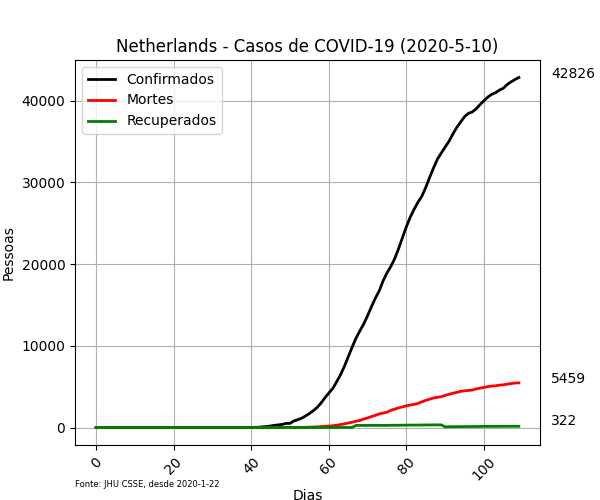 Netherlands - Casos de COVID-19 (2020-5-10)
Confirmados
Mortes
Recuperados
42826
5459
322
Pessoas
40000
30000
20000
10000
0
0
20
40
60
80
100
Fonte: JHU CSSE, desde 2020-1-22
Dias